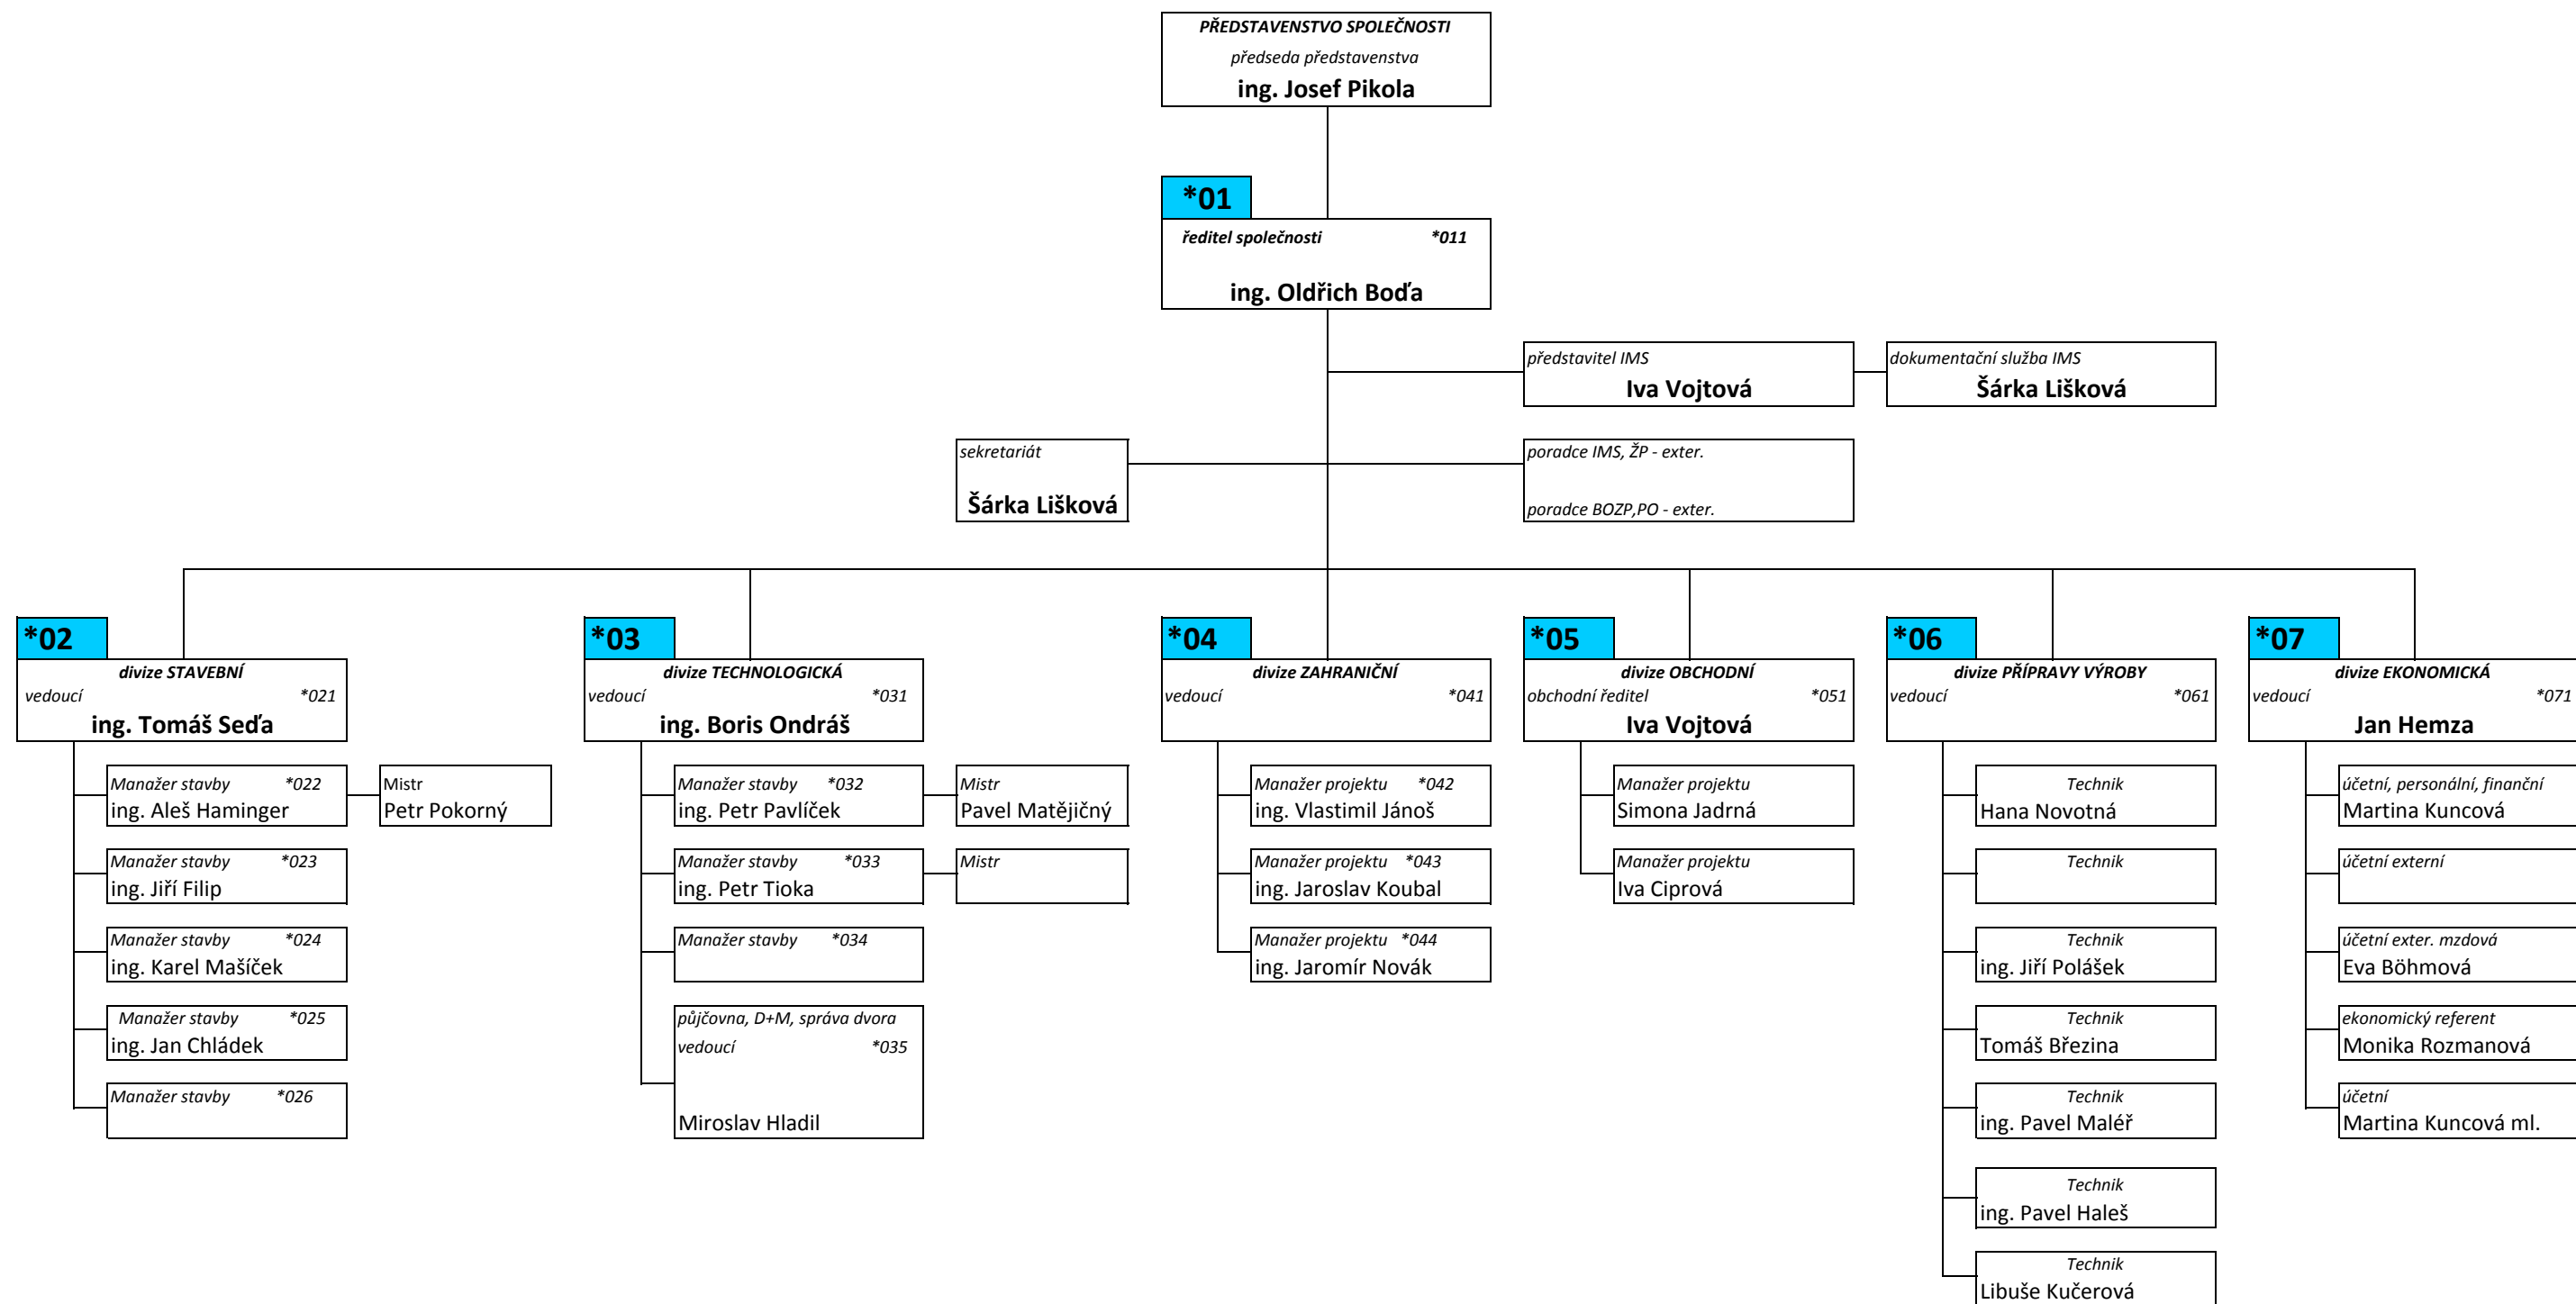 PŘEDSTAVENSTVO SPOLEČNOSTI
předseda představenstva
ing. Josef Pikola
*01
ředitel společnosti *011
ing. Oldřich Boďa
představitel IMS
Iva Vojtová
dokumentační služba IMS
Šárka Lišková
sekretariát
Šárka Lišková
poradce IMS, ŽP - exter.
poradce BOZP,PO - exter.
*02
divize STAVEBNÍ
vedoucí *021
ing. Tomáš Seďa
Manažer stavby *022
ing. Aleš Haminger
Mistr
Petr Pokorný
Manažer stavby *023
ing. Jiří Filip
Manažer stavby *024
ing. Karel Mašíček
Manažer stavby *025
ing. Jan Chládek
Manažer stavby *026
*03
divize TECHNOLOGICKÁ
vedoucí *031
ing. Boris Ondráš
Manažer stavby *032
ing. Petr Pavlíček
Mistr
Pavel Matějičný
Manažer stavby *033
ing. Petr Tioka
Mistr
Manažer stavby *034
půjčovna, D+M, správa dvora
vedoucí *035
Miroslav Hladil
*04
divize ZAHRANIČNÍ
vedoucí *041
Manažer projektu *042
ing. Vlastimil Jánoš
Manažer projektu *043
ing. Jaroslav Koubal
Manažer projektu *044
ing. Jaromír Novák
*05
divize OBCHODNÍ
obchodní ředitel *051
Iva Vojtová
Manažer projektu
Simona Jadrná
Manažer projektu
Iva Ciprová
*06
divize PŘÍPRAVY VÝROBY
vedoucí *061
Technik
Hana Novotná
Technik
Technik
ing. Jiří Polášek
Technik
Tomáš Březina
Technik
ing. Pavel Maléř
Technik
ing. Pavel Haleš
Technik
Libuše Kučerová
*07
divize EKONOMICKÁ
vedoucí *071
Jan Hemza
účetní, personální, finanční
Martina Kuncová
účetní externí
účetní exter. mzdová
Eva Böhmová
ekonomický referent
Monika Rozmanová
účetní
Martina Kuncová ml.